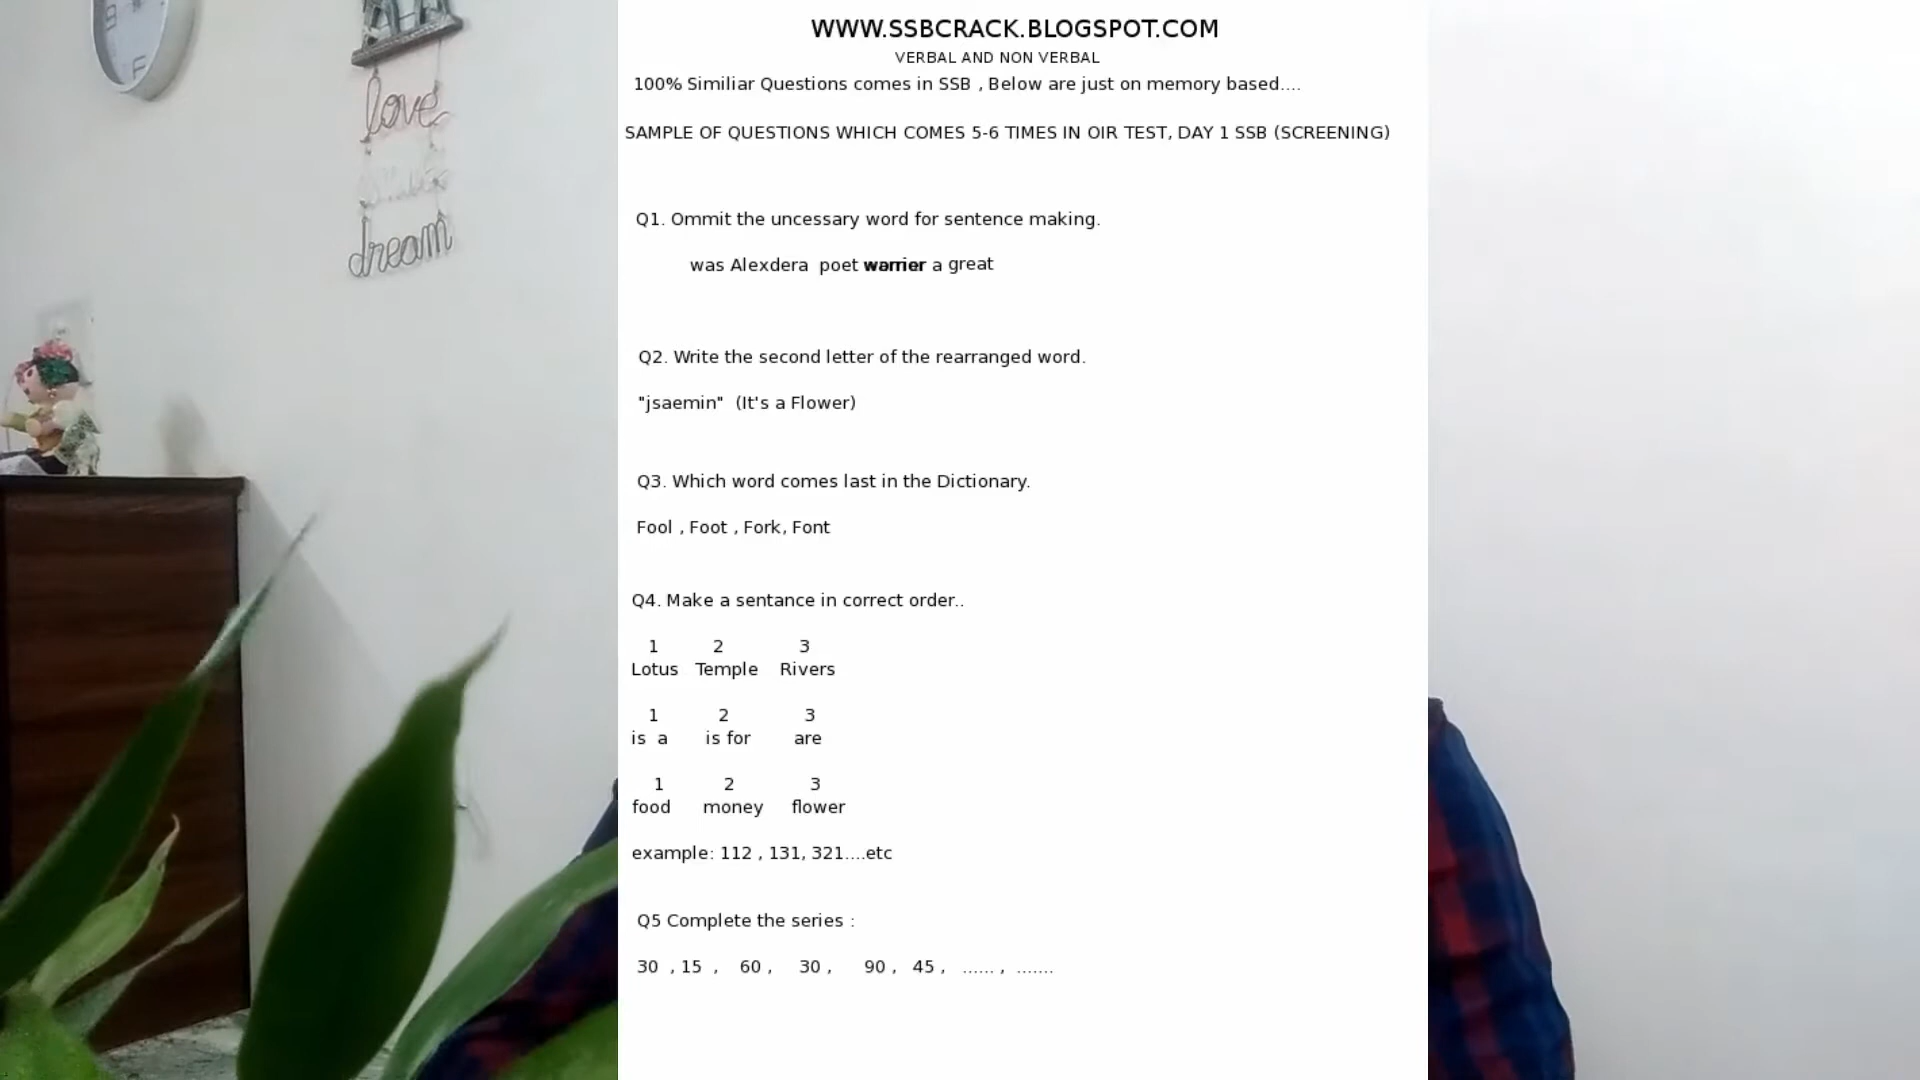 love
dream
WWW.SSBCRACK.BLOGSPOT.COM
VERBAL AND NON VERBAL
100% Similiar Questions comes in SSB , Below are just on memory based....
SAMPLE OF QUESTIONS WHICH COMES 5-6 TIMES IN OIR TEST, DAY 1 SSB (SCREENING)
Q1. Ommit the uncessary word for sentence making.
was Alexdera poet warrier a great
Q2. Write the second letter of the rearranged word.
"jsaemin" (It's a Flower)
Q3. Which word comes last in the Dictionary.
Fool , Foot , Fork, Font
Q4. Make a sentance in correct order..
1 2 3
Lotus Temple Rivers
1 2 3
is a is for are
1 2 3
food money flower
example: 112 , 131, 321....etc
Q5 Complete the series :
30 , 15 , 60 , 30 , 90 , 45 , ...... , .......